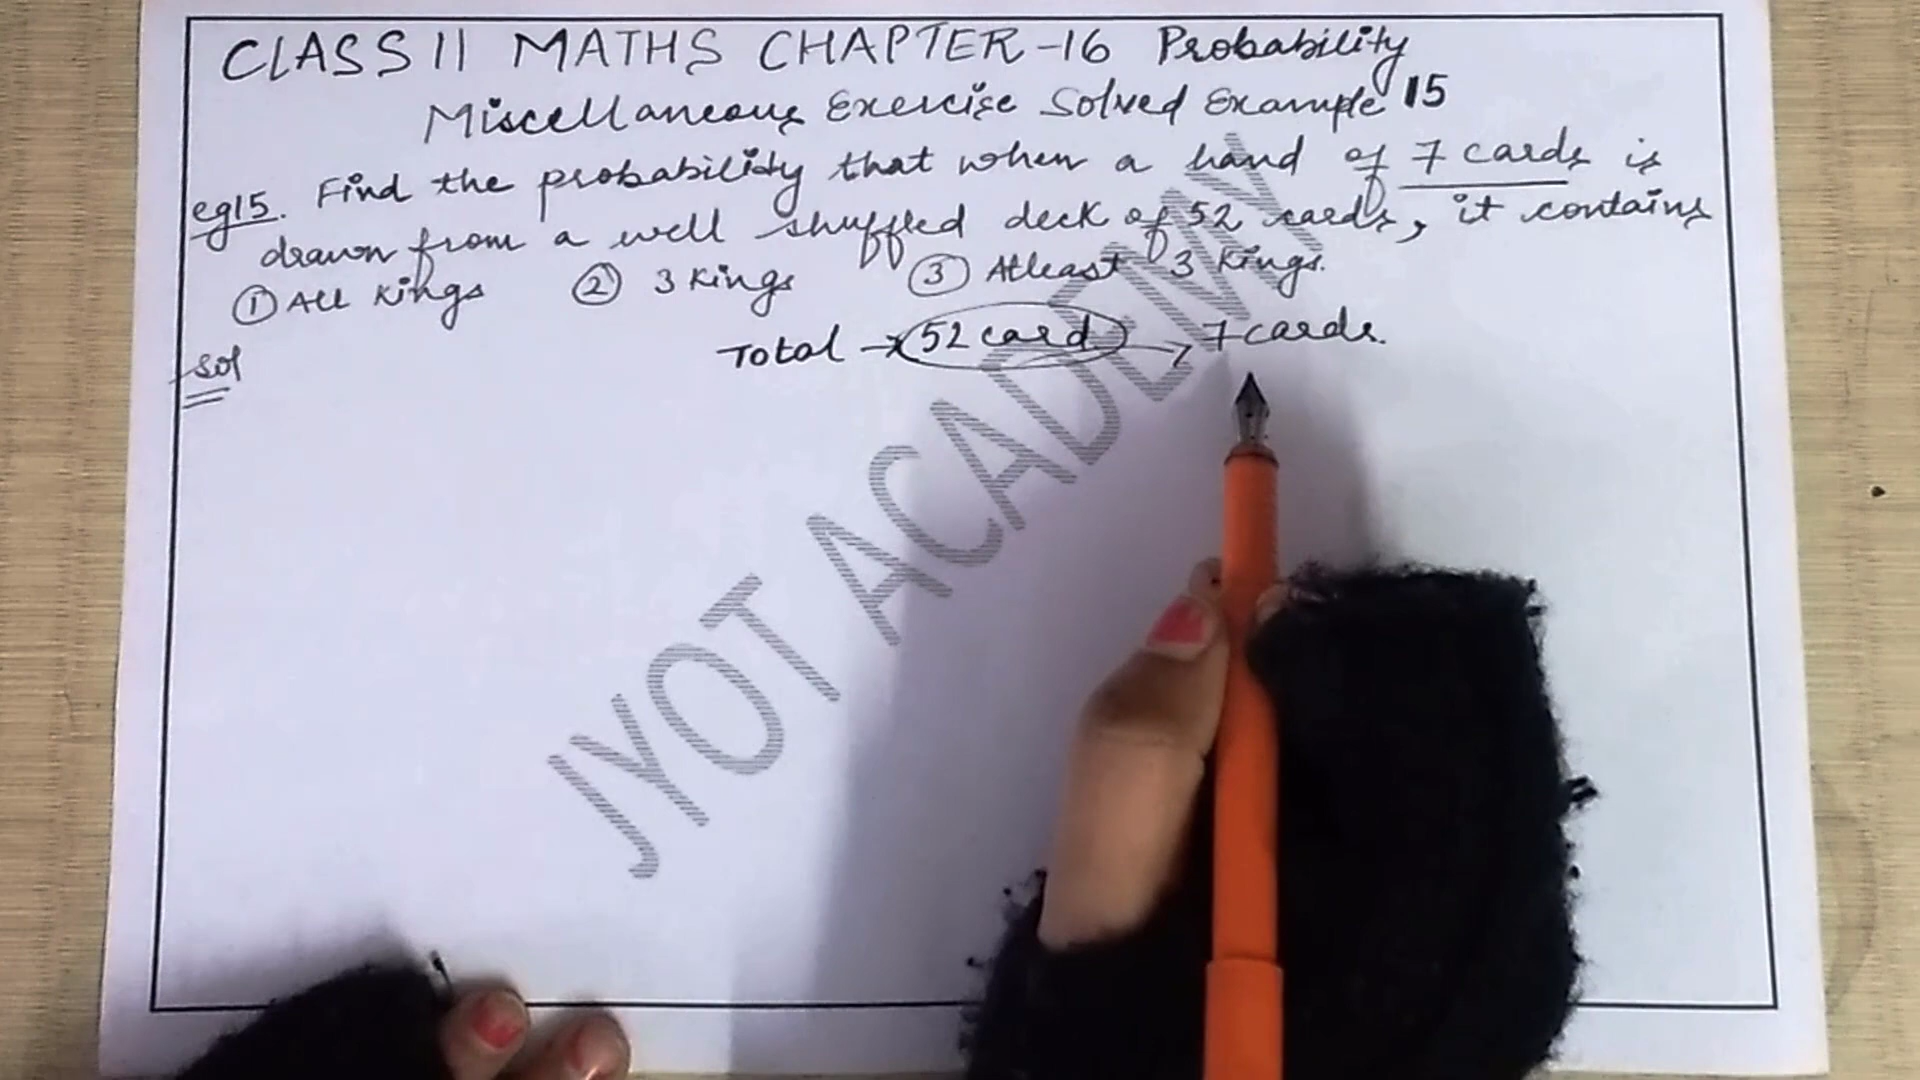 CLASS 11 MATHS CHAPTER-16 Probability
Miscellaneous Exercise Solved Example 15
eg15. Find the probability that when a hand of 7 cards is
drawn from a well shuffled deck of 52 cards, it contains
① All Kings ② 3 Kings ③ Atleast 3 Kings.
Total → 52 card → 7 cards.
Sol
JYOT ACADEMY